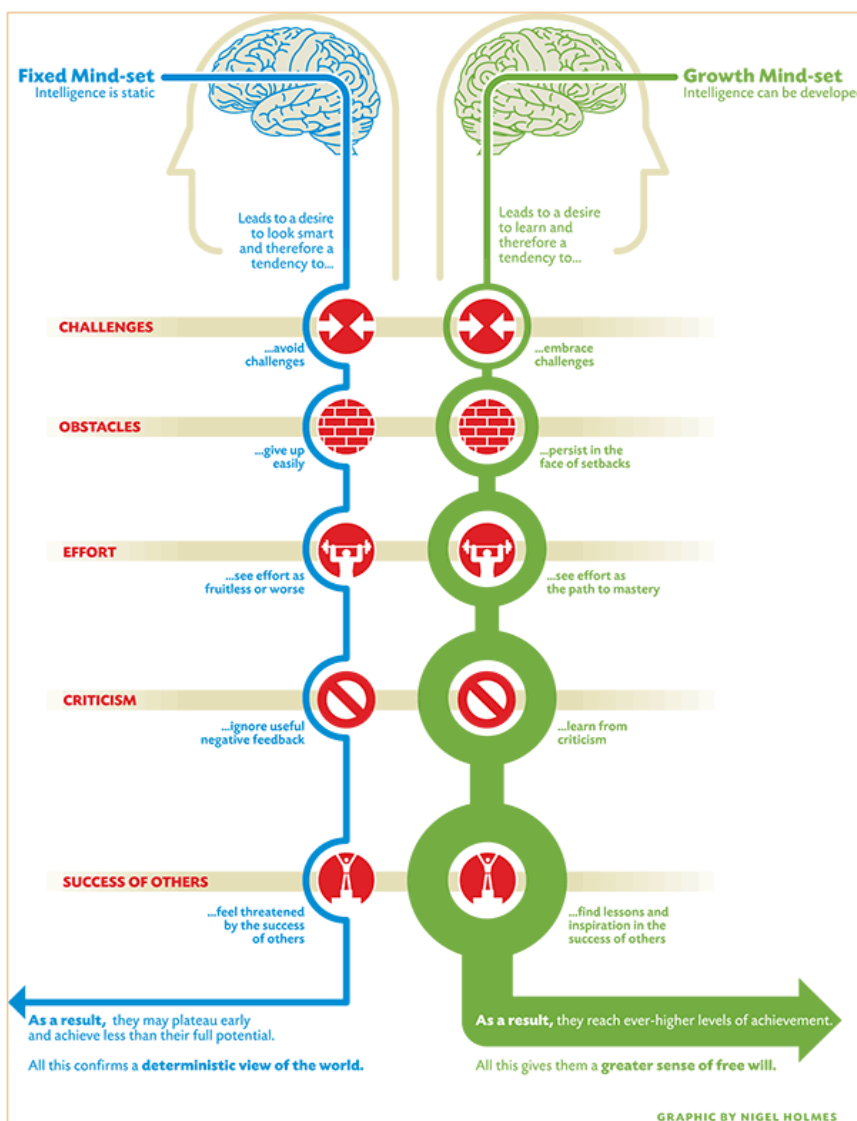 Fixed Mind-set
Intelligence is static
Growth Mind-set
Intelligence can be develope
Leads to a desire
to look smart
and therefore a
tendency to...
Leads to a desire
to learn and
therefore a
tendency to...
CHALLENGES
...avoid
challenges
...embrace
challenges
OBSTACLES
...give up
easily
...persist in the
face of setbacks
EFFORT
...see effort as
fruitless or worse
...see effort as
the path to mastery
CRITICISM
...ignore useful
negative feedback
...learn from
criticism
SUCCESS OF OTHERS
...feel threatened
by the success
of others
...find lessons and
inspiration in the
success of others
As a result, they may plateau early
and achieve less than their full potential.
All this confirms a deterministic view of the world.
As a result, they reach ever-higher levels of achievement.
All this gives them a greater sense of free will.
GRAPHIC BY NIGEL HOLMES